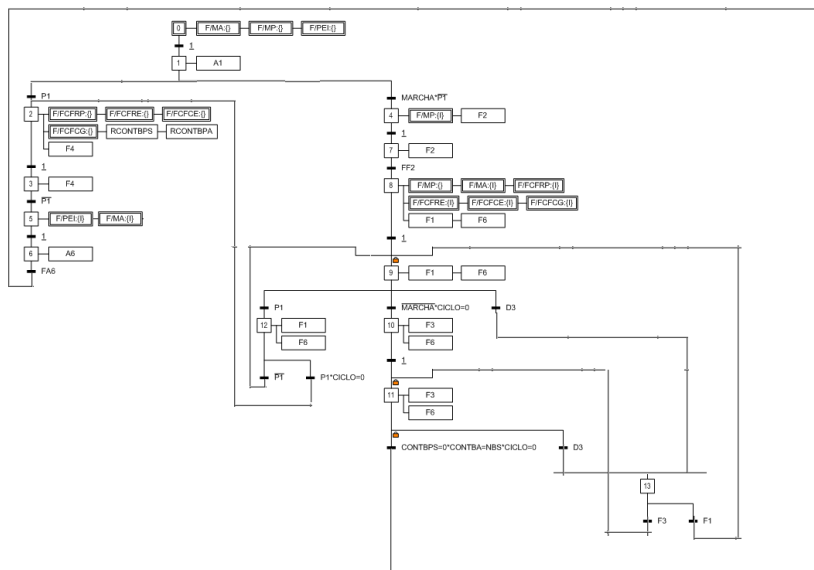 0 F/MA:{} F/MP:{} F/PEI:{}
1
1 A1
P1
MARCHA*P1
2 F/FCFRP:{} F/FCFRE:{} F/FCFCE:{}
F/FCFCG:{} RCONTBPS RCONTBPA
F4
4 F/MP:{I} F2
1
7 F2
1
3 F4
FF2
P1
8 F/MP:{} F/MA:{I} F/FCFRP:{I}
F/FCFRE:{I} F/FCFCE:{I} F/FCFCG:{I}
F1 F6
5 F/PEI:{I} F/MA:{I}
1
1
6 A6
FA6
9 F1 F6
P1
MARCHA*CICLO=0
D3
12 F1
F6
10 F3
F6
1
P1
P1*CICLO=0
11 F3
F6
CONTBPS=0*CONTBA=NBS*CICLO=0
D3
13
F3
F1